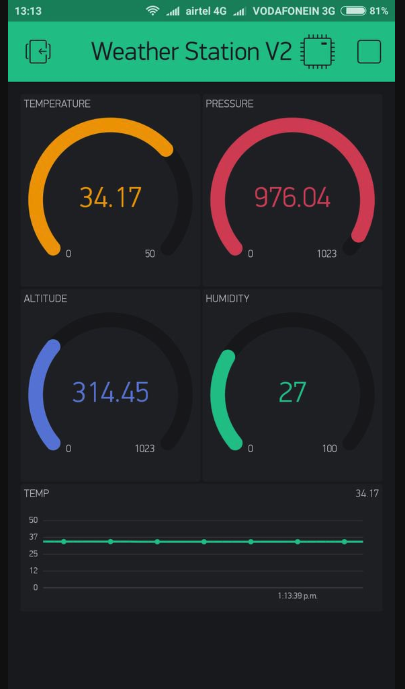 13:13 airtel 4G VODAFONEIN 3G 81%
Weather Station V2
TEMPERATURE PRESSURE
34.17 976.04
0 50 0 1023
ALTITUDE HUMIDITY
314.45 27
0 1023 0 100
TEMP 34.17
50
37
25
12
0
1:13:39 p.m.